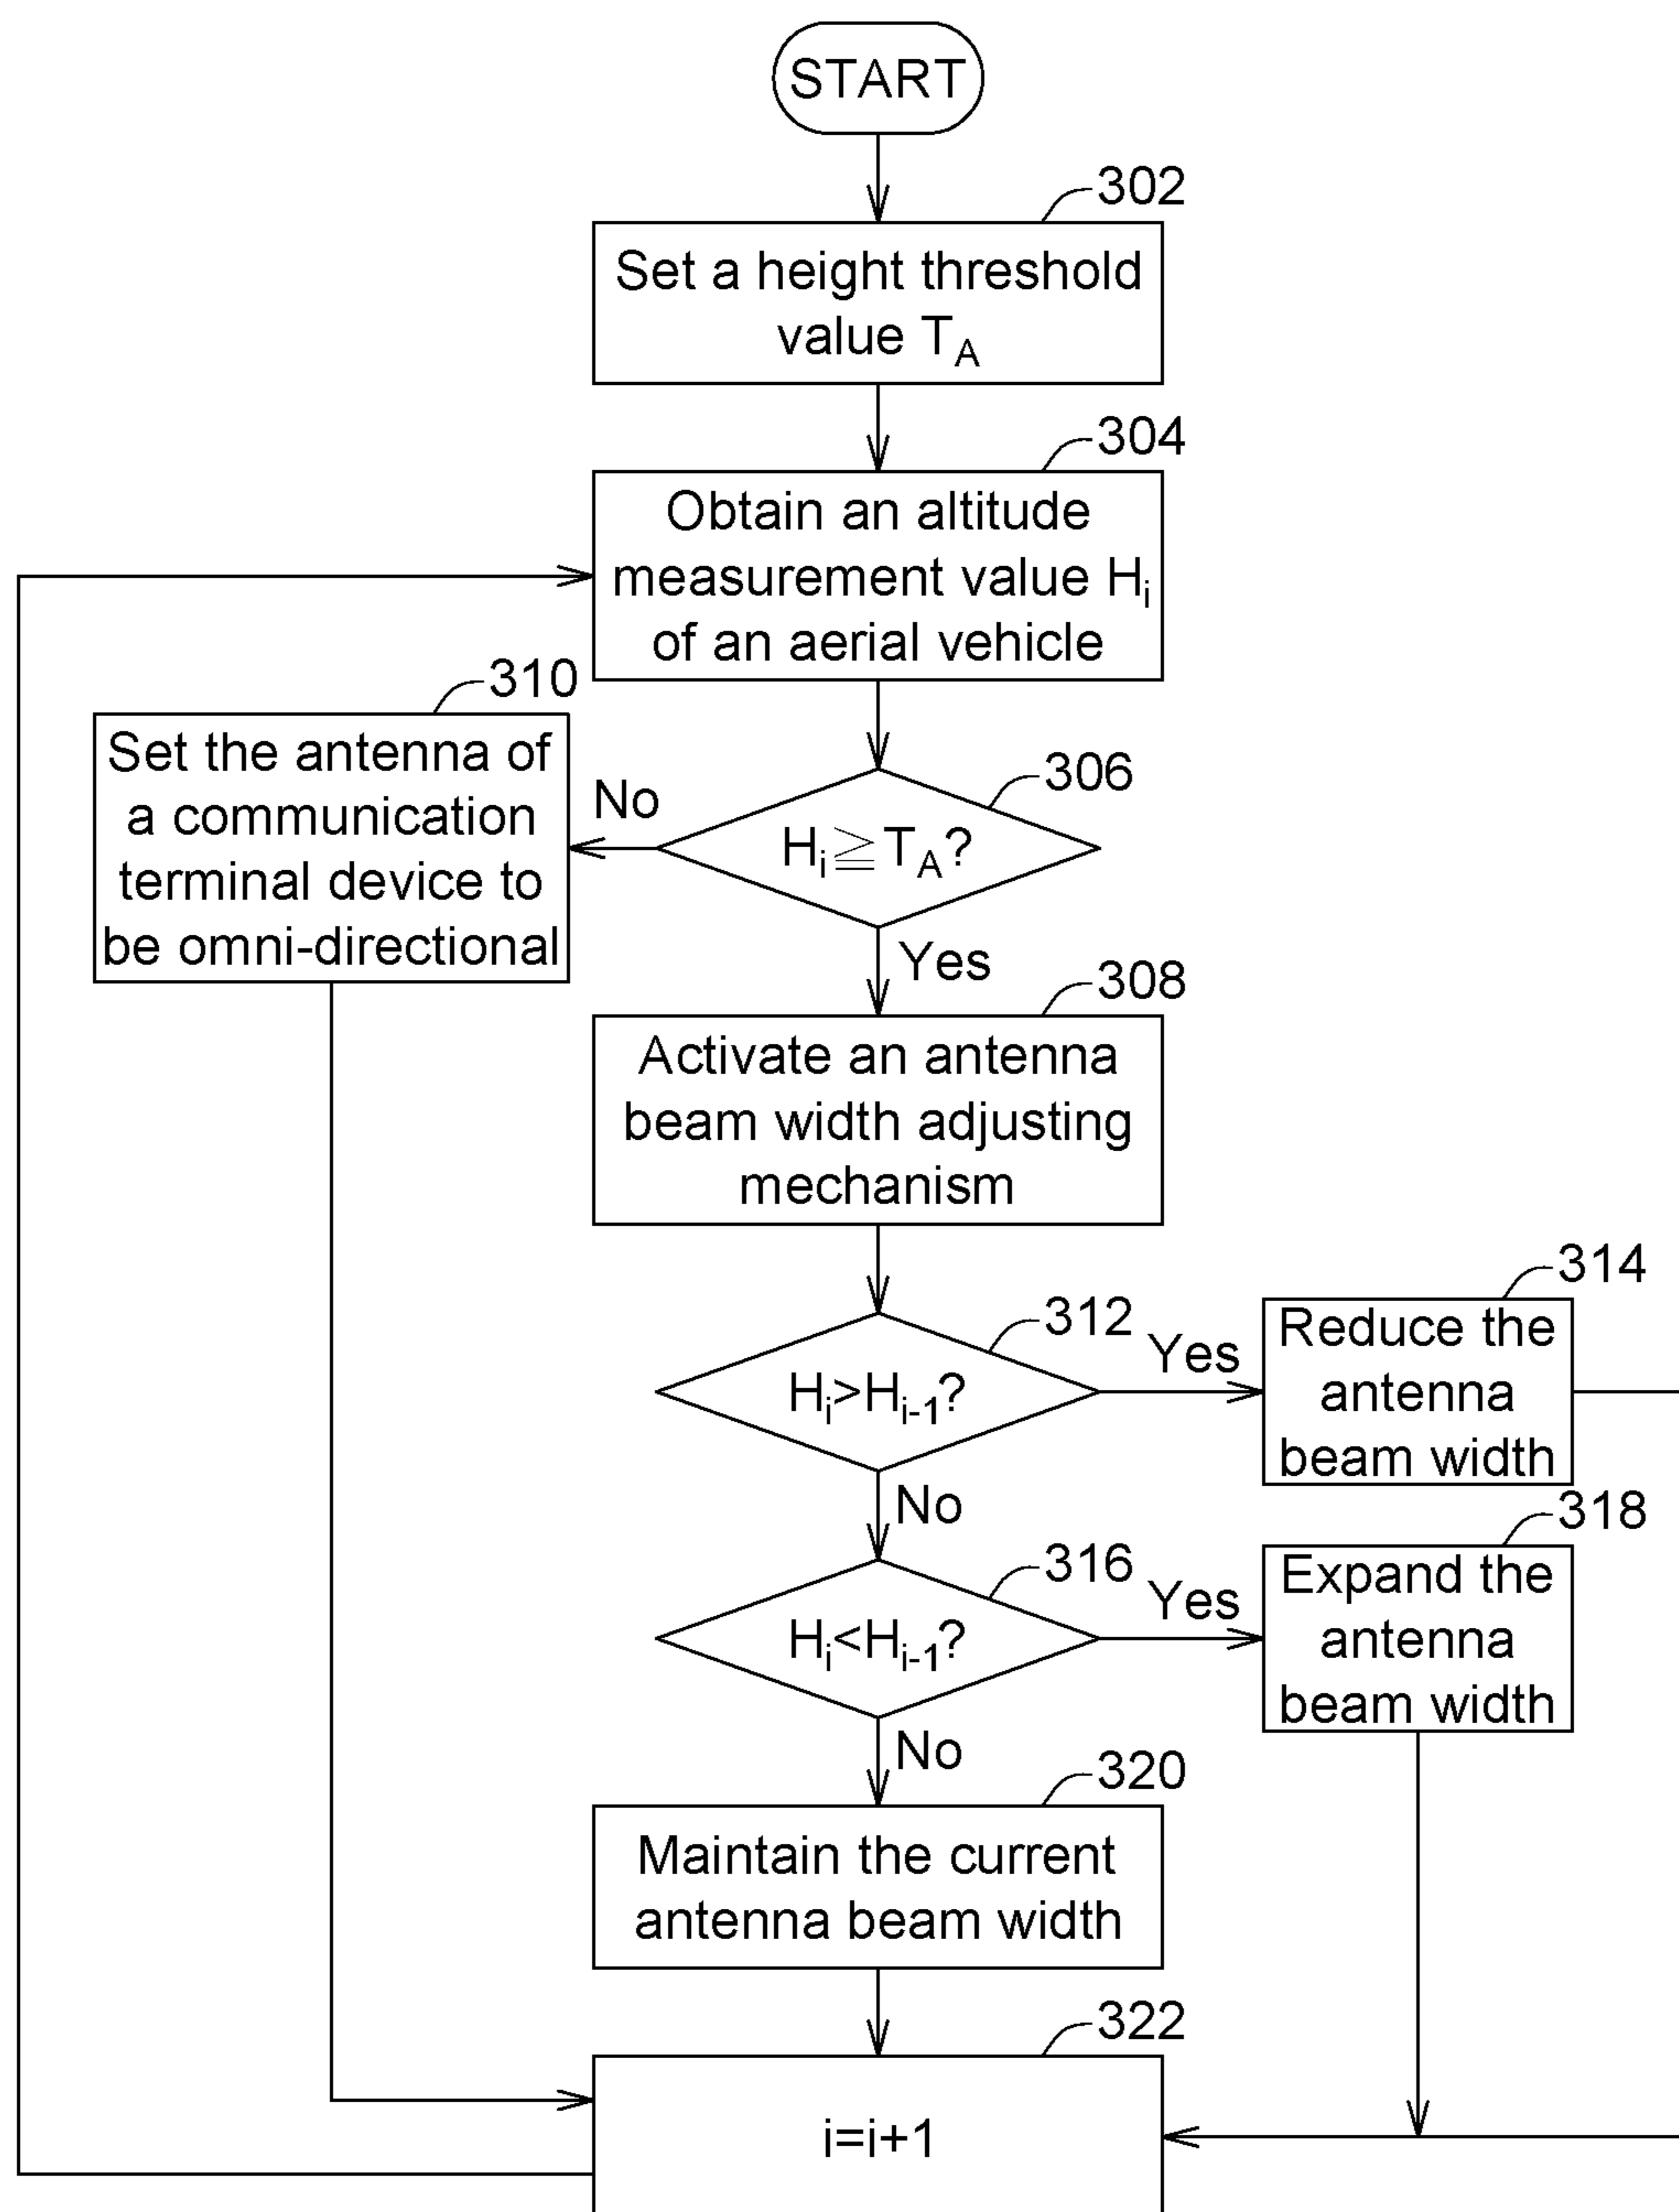 START
302
Set a height threshold
value TA
304
Obtain an altitude
measurement value Hi
of an aerial vehicle
310
Set the antenna of
a communication
terminal device to
be omni-directional
306
No
Hi≧TA?
Yes
308
Activate an antenna
beam width adjusting
mechanism
312
Hi>Hi-1?
Yes
314
Reduce the
antenna
beam width
No
316
Hi<Hi-1?
Yes
318
Expand the
antenna
beam width
No
320
Maintain the current
antenna beam width
322
i=i+1